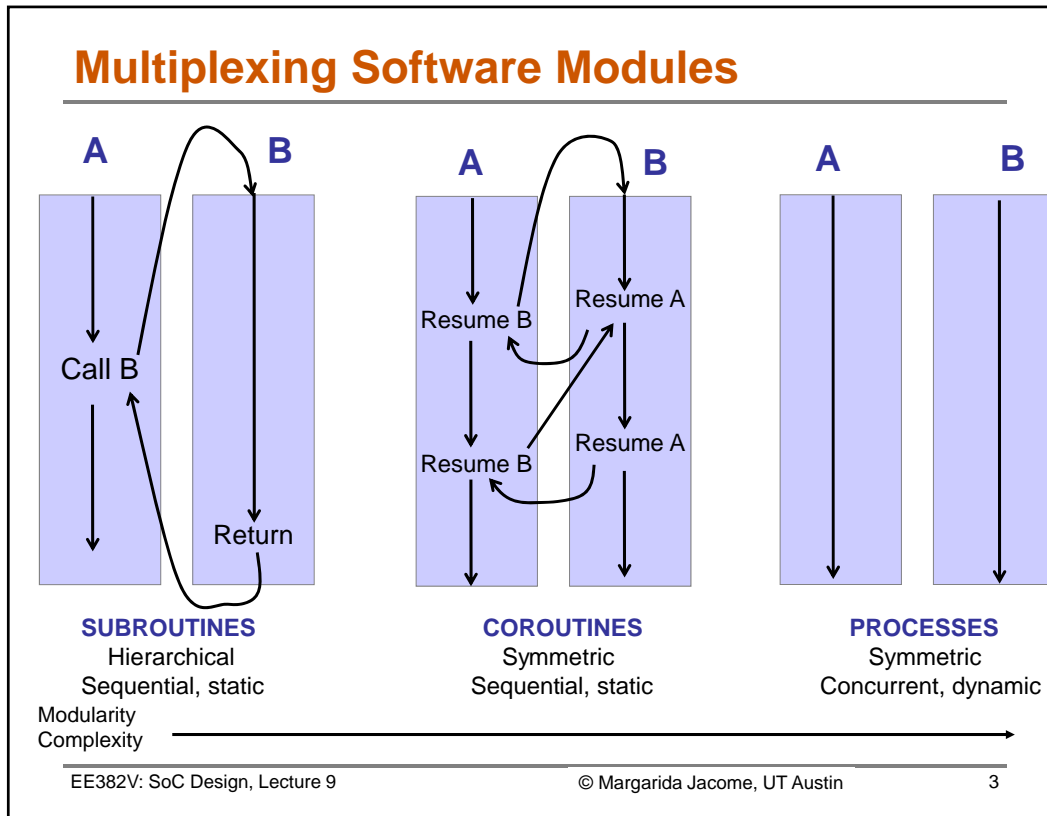 Multiplexing Software Modules
A
B
Call B
Return
SUBROUTINES
Hierarchical
Sequential, static
A
B
Resume B
Resume A
Resume B
Resume A
COROUTINES
Symmetric
Sequential, static
A
B
PROCESSES
Symmetric
Concurrent, dynamic
Modularity
Complexity
EE382V: SoC Design, Lecture 9
© Margarida Jacome, UT Austin
3